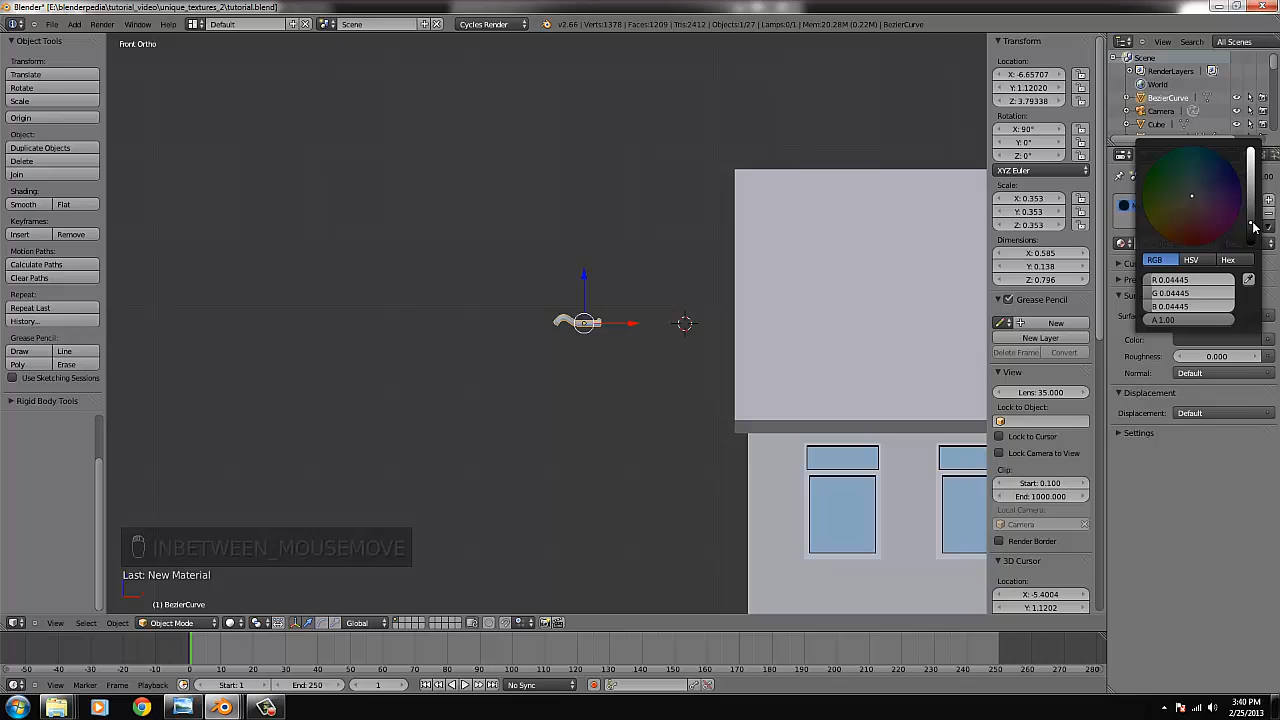 Blender* [E:\blenderpedia\tutorial_video\unique_textures_2\tutorial.blend]
File Add Render Window Help Default Scene Cycles Render v2.66 | Verts:1378 | Faces:1209 | Tris:2412 | Objects:1/27 | Lamps:0/1 | Mem:20.28M (0.22M) | BezierCurve
View Search All Scenes
Object Tools
Transform:
Translate
Rotate
Scale
Origin
Object:
Duplicate Objects
Delete
Join
Shading:
Smooth Flat
Keyframes:
Insert Remove
Motion Paths:
Calculate Paths
Clear Paths
Repeat:
Repeat Last
History...
Grease Pencil:
Draw Line
Poly Erase
Use Sketching Sessions
Rigid Body Tools
Front Ortho
INBETWEEN_MOUSEMOVE
Last: New Material
(1) BezierCurve
Transform
Location:
X: -6.65707
Y: 1.12020
Z: 3.79338
Rotation:
X: 90°
Y: 0°
Z: 0°
XYZ Euler
Scale:
X: 0.353
Y: 0.353
Z: 0.353
Dimensions:
X: 0.585
Y: 0.138
Z: 0.796
Grease Pencil
New
New Layer
Delete Frame Convert
View
Lens: 35.000
Lock to Object:
Lock to Cursor
Lock Camera to View
Clip:
Start: 0.100
End: 1000.000
Local Camera:
Camera
Render Border
3D Cursor
Location:
X: -5.4004
Y: 1.1202
Scene
RenderLayers
World
BezierCurve
Camera
Cube
RGB HSV Hex
R 0.04445
G 0.04445
B 0.04445
A 1.00
Color:
Roughness: 0.000
Normal: Default
Displacement
Displacement: Default
Settings
View Select Object Object Mode Global
-50 -40 -30 -20 -10 0 10 20 30 40 50 60 70 80 90 100 110 120 130 140 150 160 170 180 190 200 210 220 230 240 250 260 270 280
View Marker Frame Playback Start: 1 End: 250 1 No Sync
3:40 PM
2/25/2013